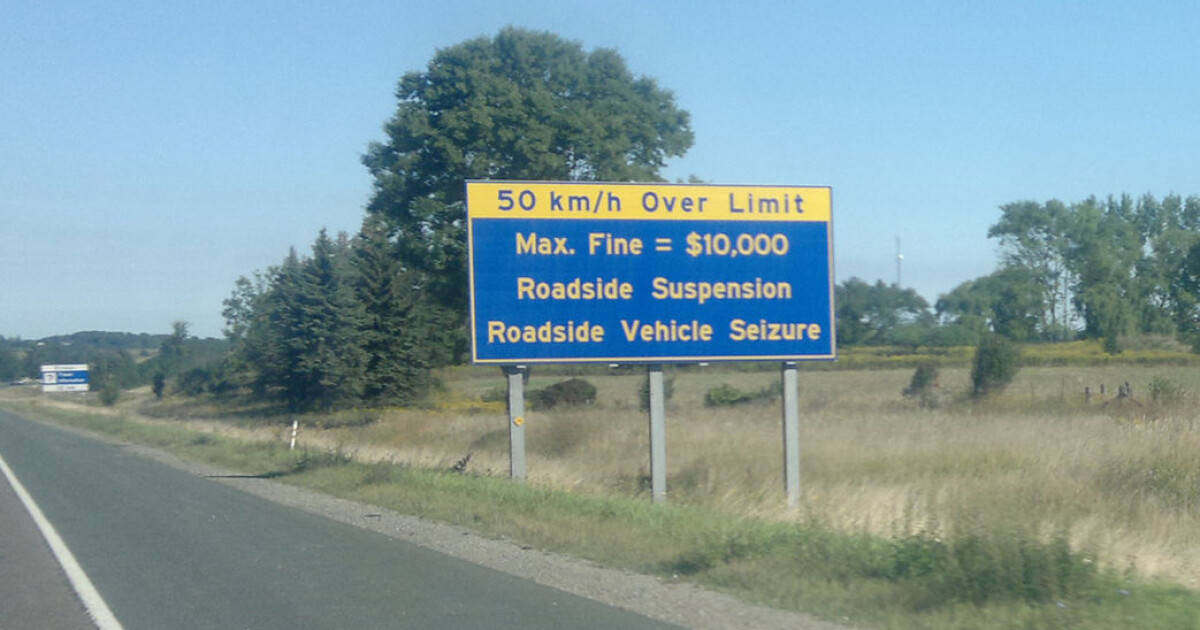 50 km/h Over Limit
Max. Fine = $10,000
Roadside Suspension
Roadside Vehicle Seizure